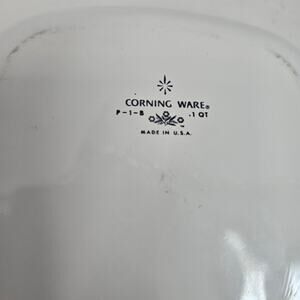 CORNING WARE®
P-1-B .1 QT
MADE IN U.S.A.